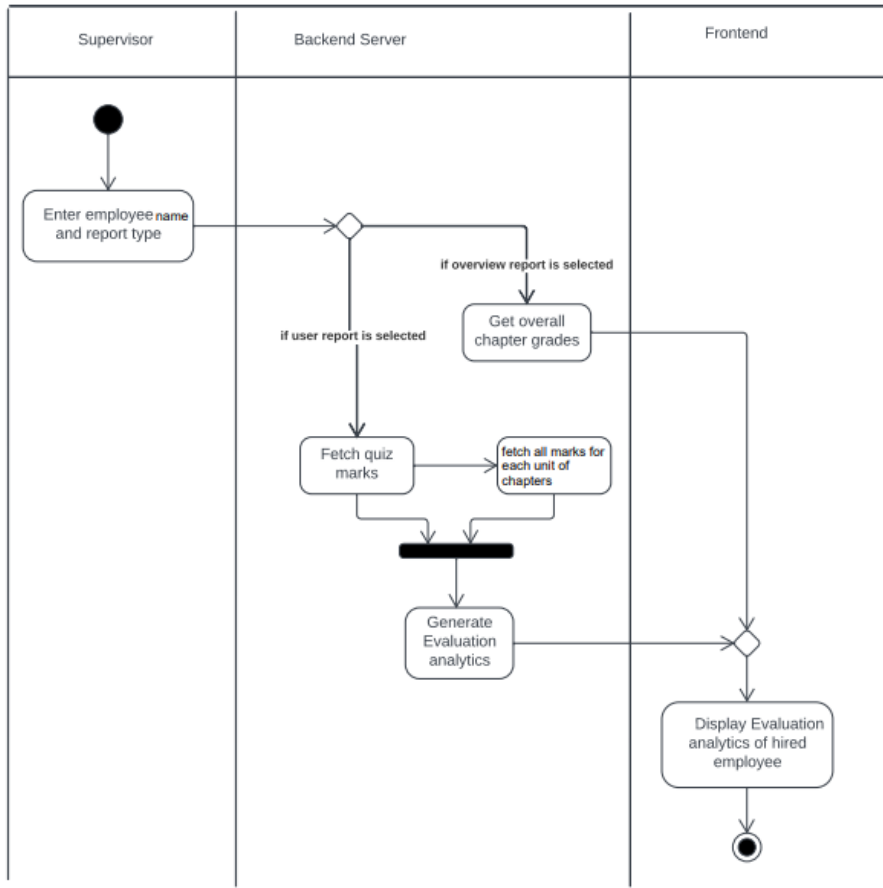 Supervisor
Backend Server
Frontend
Enter employee name
and report type
if overview report is selected
Get overall
chapter grades
if user report is selected
Fetch quiz
marks
fetch all marks for
each unit of
chapters
Generate
Evaluation
analytics
Display Evaluation
analytics of hired
employee